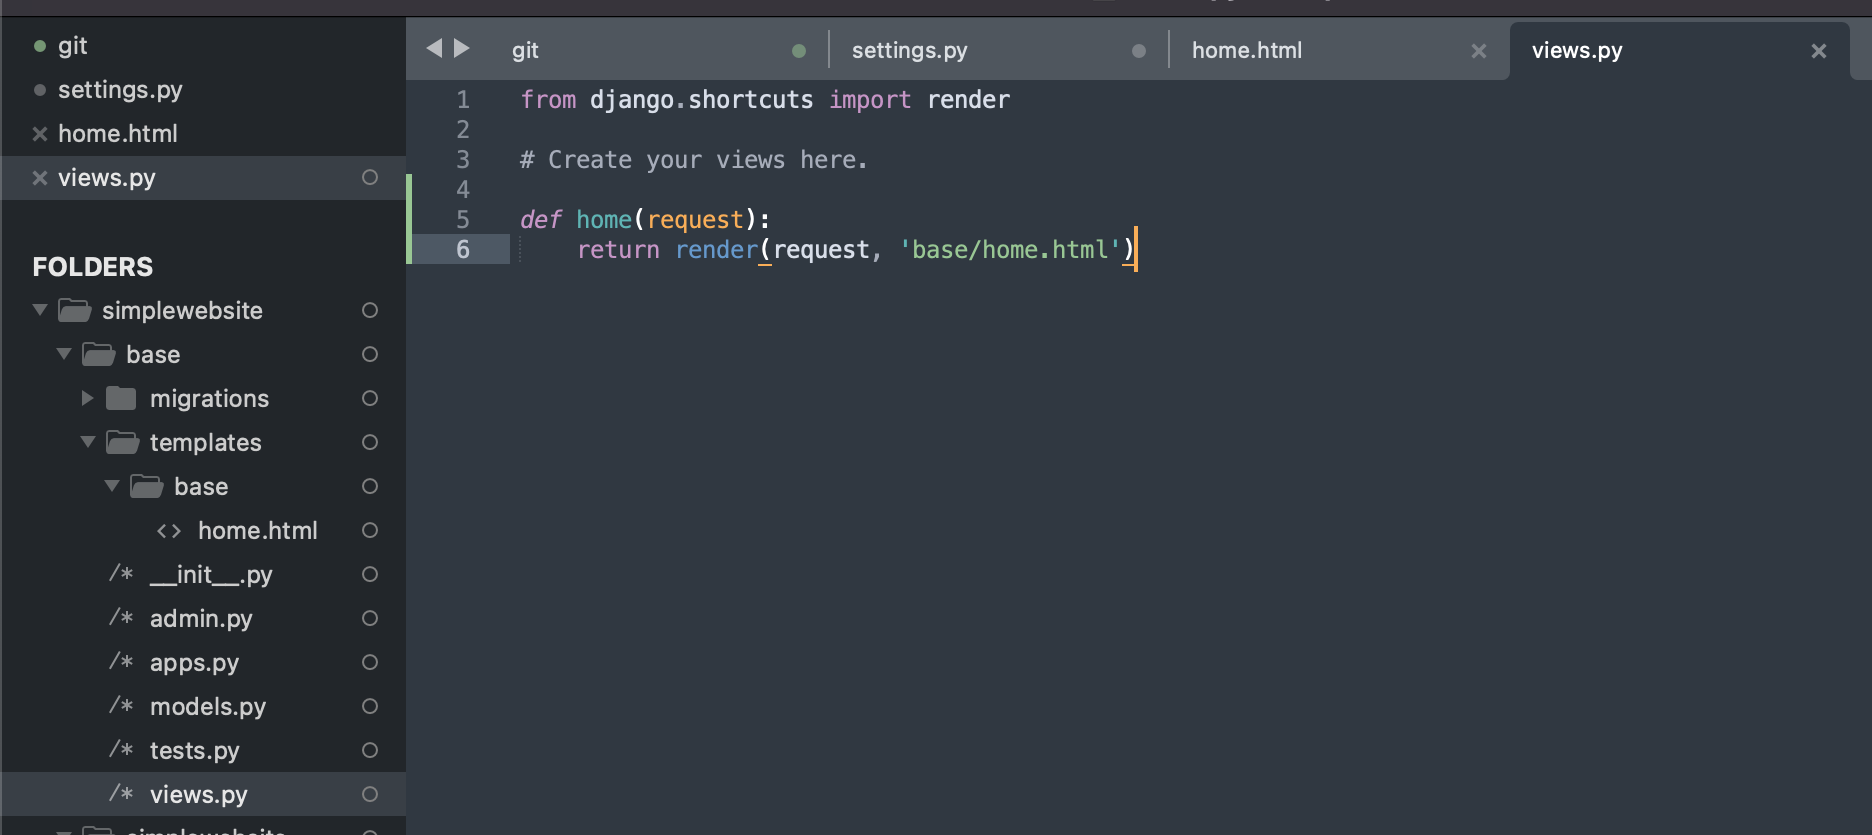 git
settings.py
home.html
views.py
FOLDERS
simplewebsite
base
migrations
templates
base
<> home.html
/* __init__.py
/* admin.py
/* apps.py
/* models.py
/* tests.py
/* views.py
simplewebsite
git
settings.py
home.html
views.py
1 from django.shortcuts import render
2
3 # Create your views here.
4
5 def home(request):
6     return render(request, 'base/home.html')